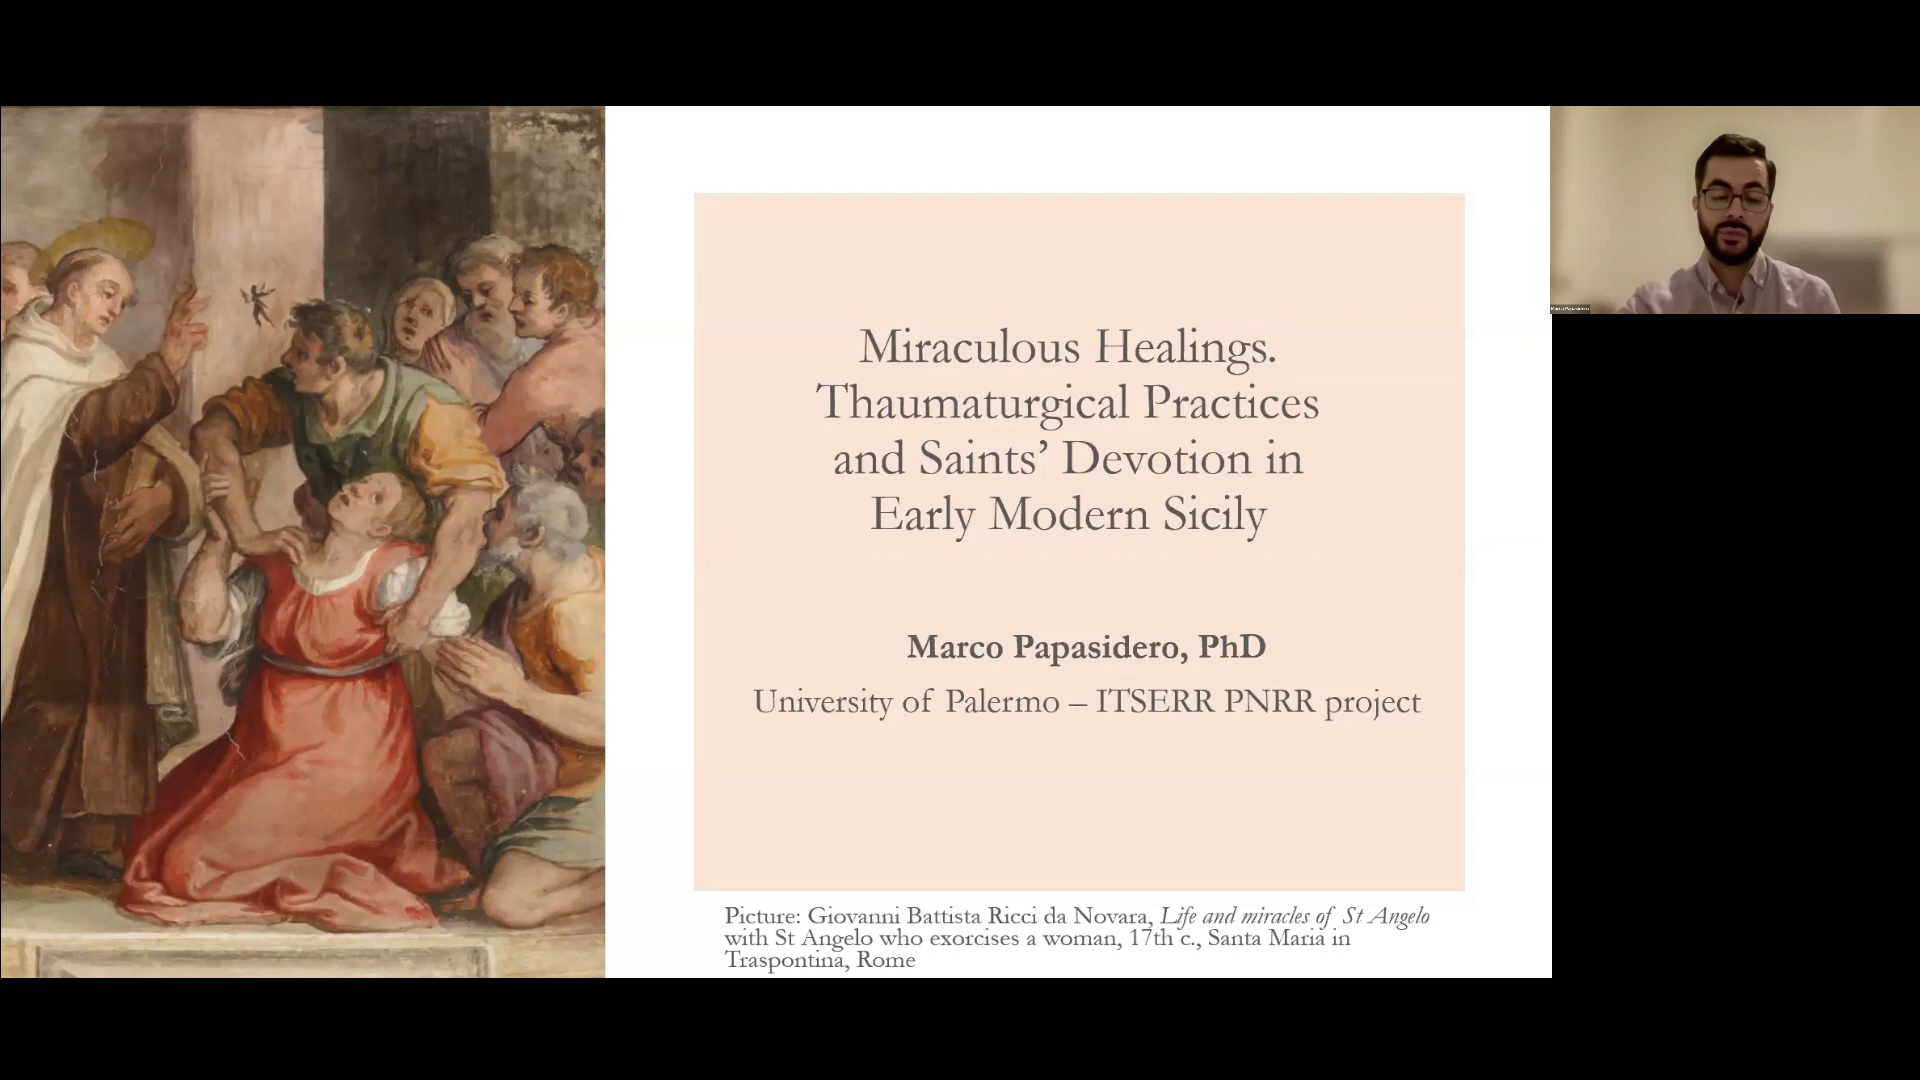 Miraculous Healings.
Thaumaturgical Practices
and Saints’ Devotion in
Early Modern Sicily
Marco Papasidero, PhD
University of Palermo – ITSERR PNRR project
Picture: Giovanni Battista Ricci da Novara, Life and miracles of St Angelo
with St Angelo who exorcises a woman, 17th c., Santa Maria in
Traspontina, Rome
Marco Papasidero